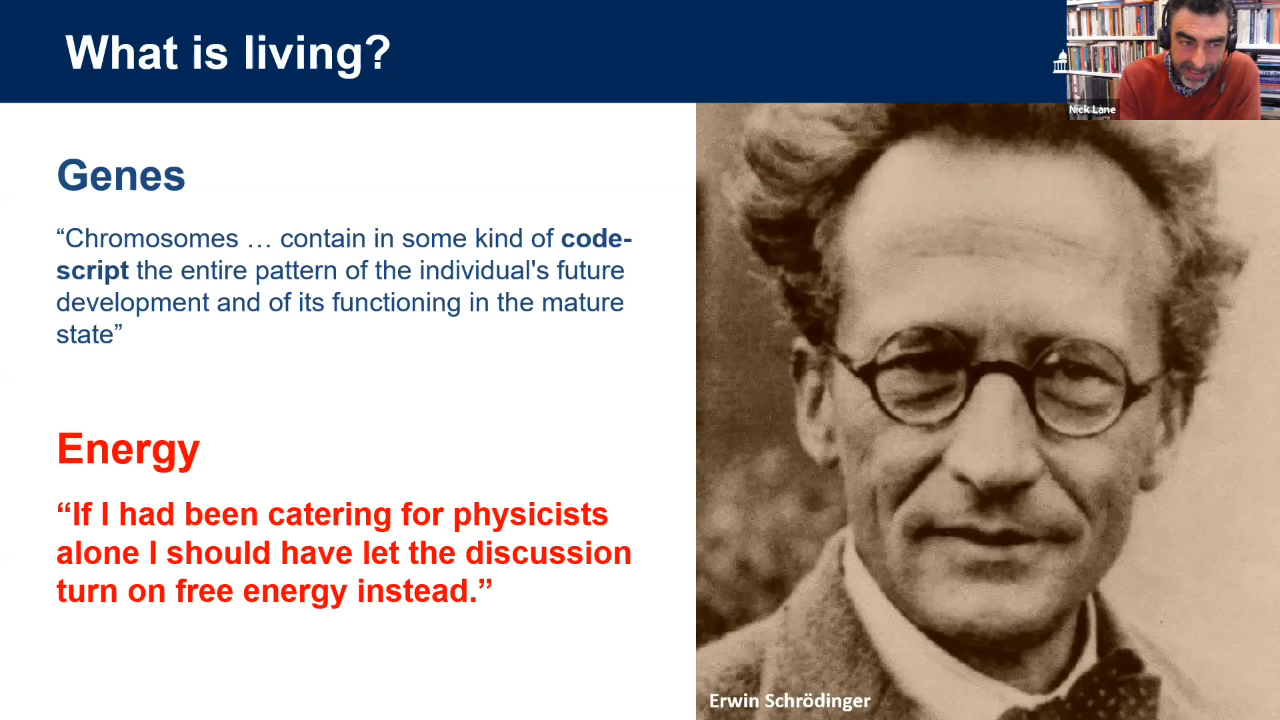 What is living?
Nick Lane
Genes
“Chromosomes … contain in some kind of code-
script the entire pattern of the individual's future
development and of its functioning in the mature
state”
Energy
“If I had been catering for physicists
alone I should have let the discussion
turn on free energy instead.”
Erwin Schrödinger